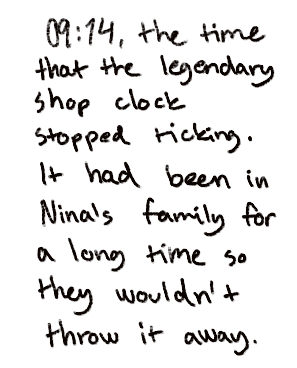 09:14, the time
that the legendary
shop clock
stopped ticking.
It had been in
Nina's family for
a long time so
they wouldn't
throw it away.